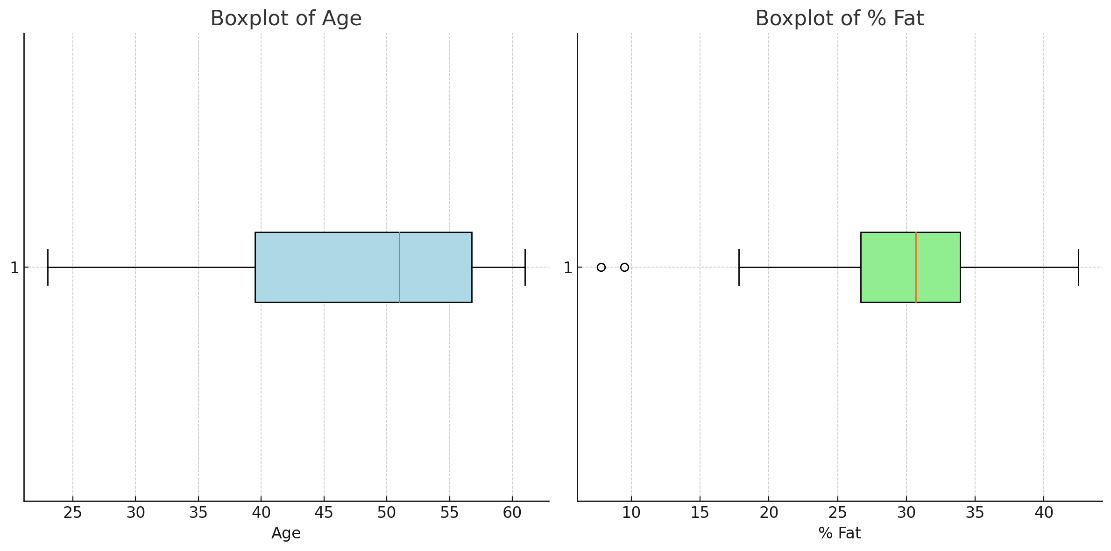 Boxplot of Age
1
25 30 35 40 45 50 55 60
Age
Boxplot of % Fat
1
10 15 20 25 30 35 40
% Fat